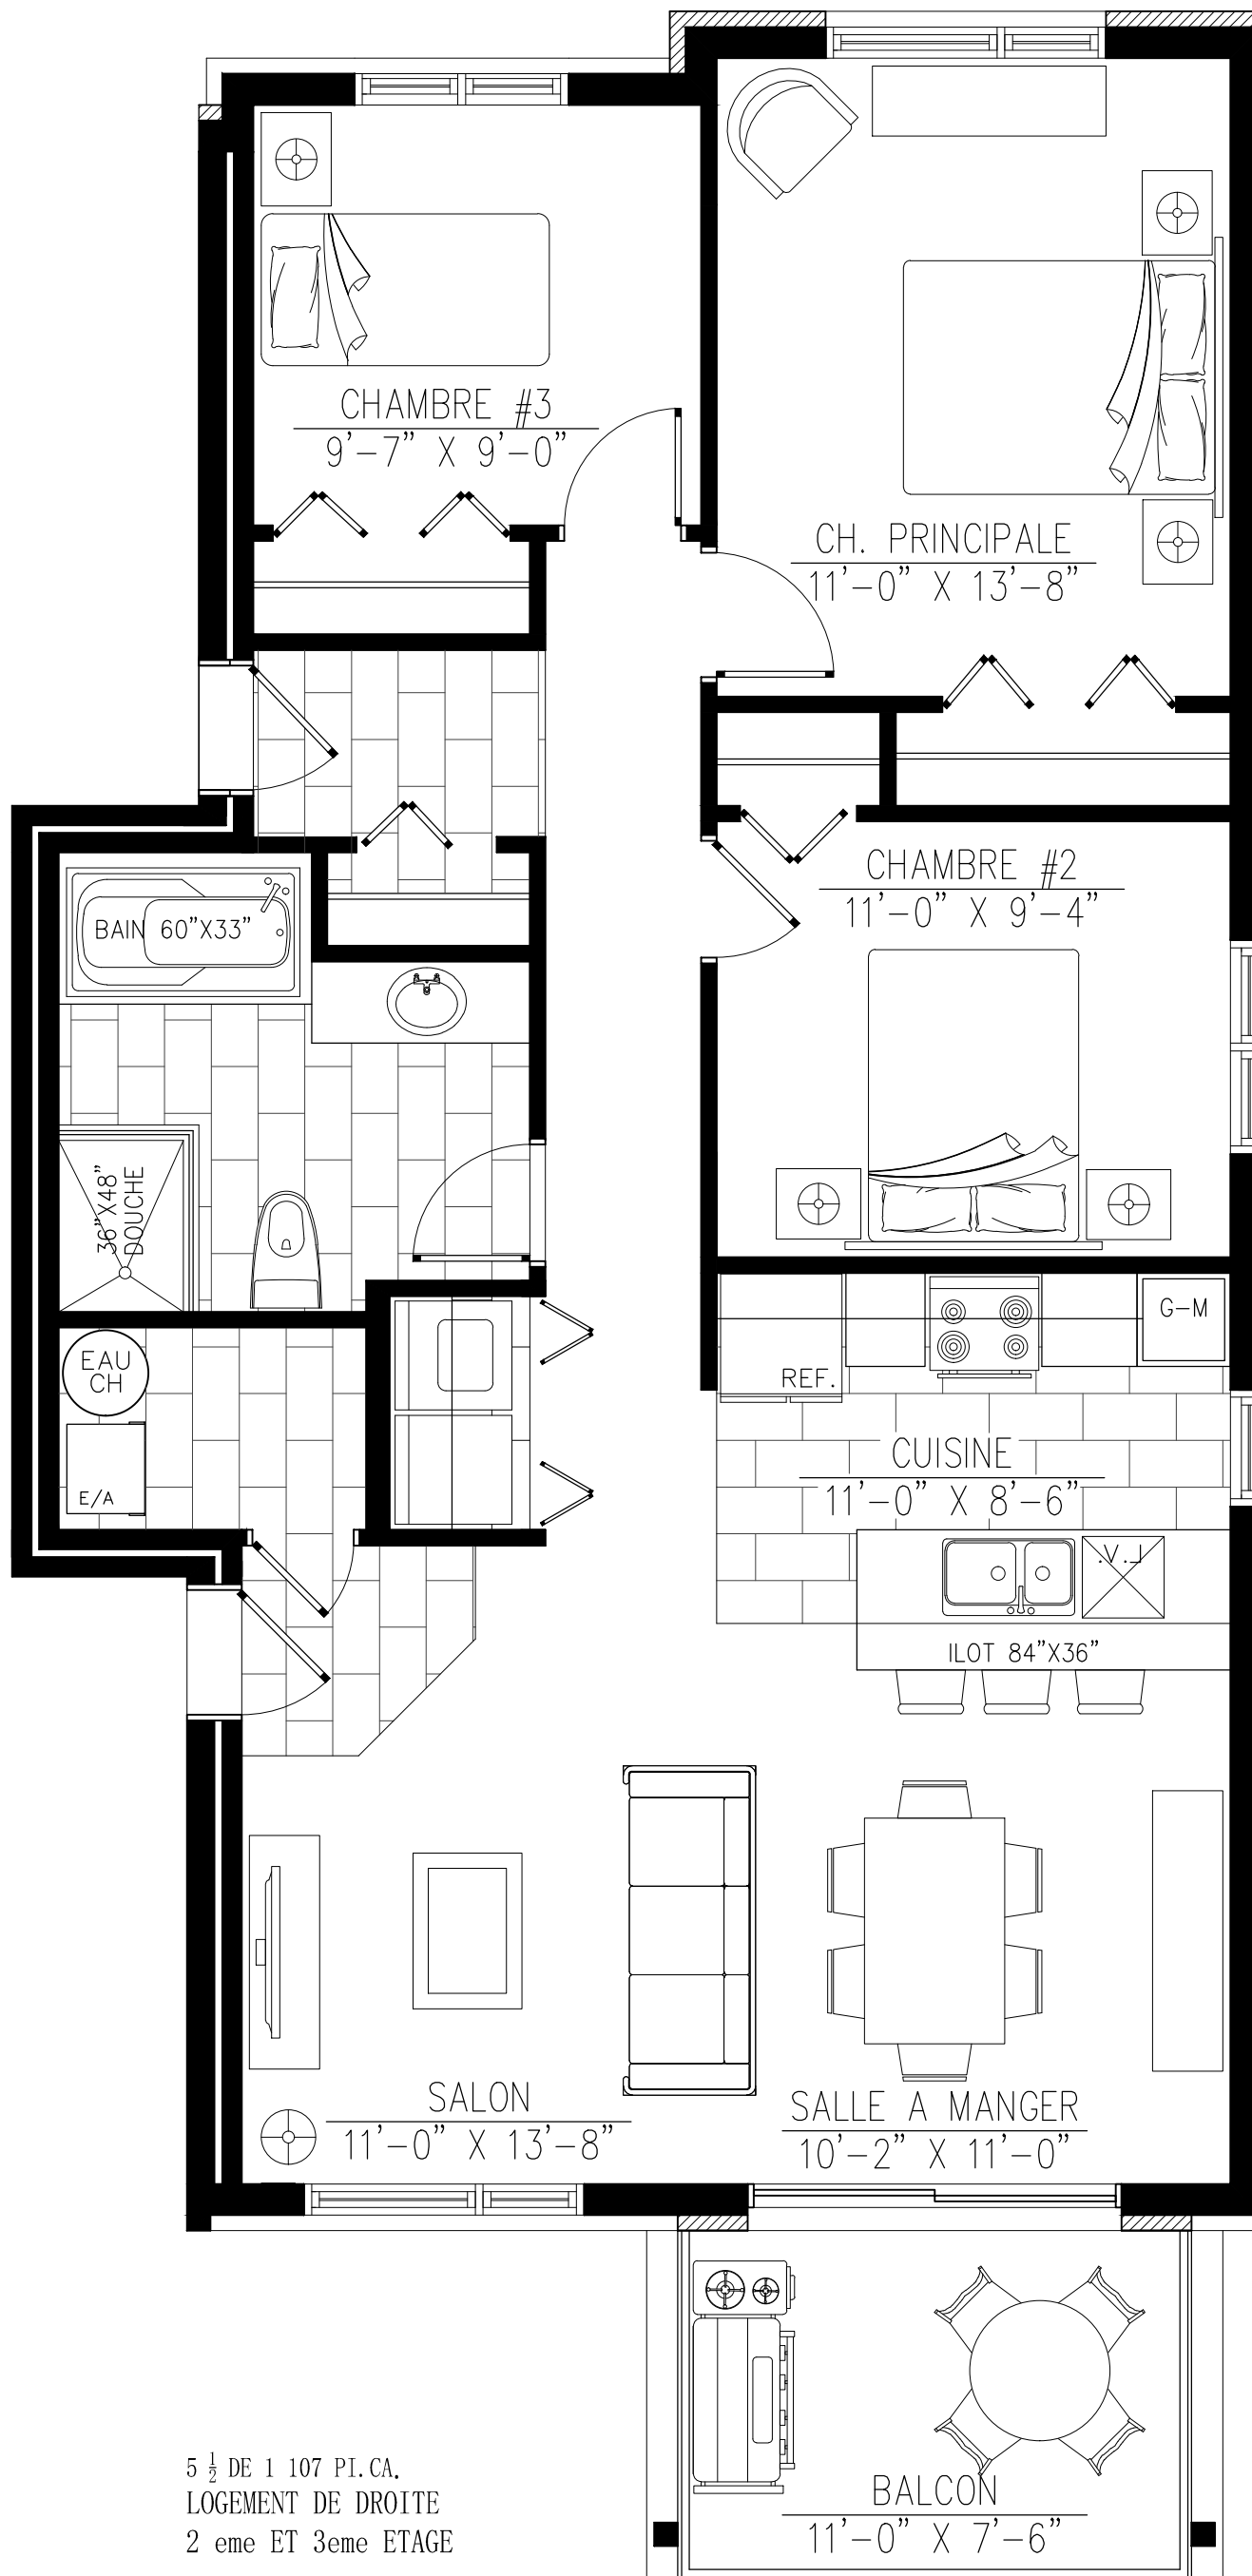 CHAMBRE #3
9'-7" X 9'-0"
CH. PRINCIPALE
11'-0" X 13'-8"
CHAMBRE #2
11'-0" X 9'-4"
BAIN 60"X33"
36"X48"
DOUCHE
G-M
EAU
CH
REF.
E/A
CUISINE
11'-0" X 8'-6"
L.V.
ILOT 84"X36"
SALON
11'-0" X 13'-8"
SALLE A MANGER
10'-2" X 11'-0"
BALCON
11'-0" X 7'-6"
5 ½ DE 1 107 PI.CA.
LOGEMENT DE DROITE
2 eme ET 3eme ETAGE